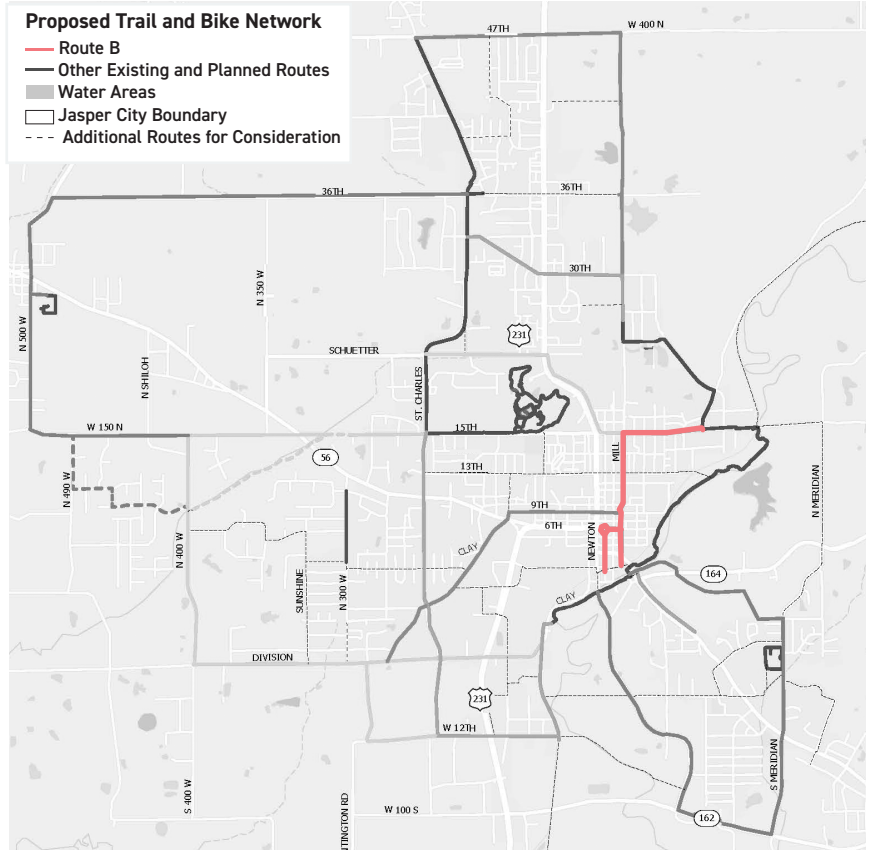 Proposed Trail and Bike Network
Route B
Other Existing and Planned Routes
Water Areas
Jasper City Boundary
Additional Routes for Consideration
47TH
W 400 N
36TH
36TH
30TH
N 350 W
N 500 W
231
SCHUETTER
N SHILOH
ST. CHARLES
W 150 N
15TH
MILL
56
13TH
N 490 W
N MERIDIAN
9TH
6TH
NEWTON
CLAY
N 400 W
164
SUNSHINE
N 300 W
CLAY
DIVISION
231
W 12TH
S MERIDIAN
S 400 W
W 100 S
NTINGTON RD
162